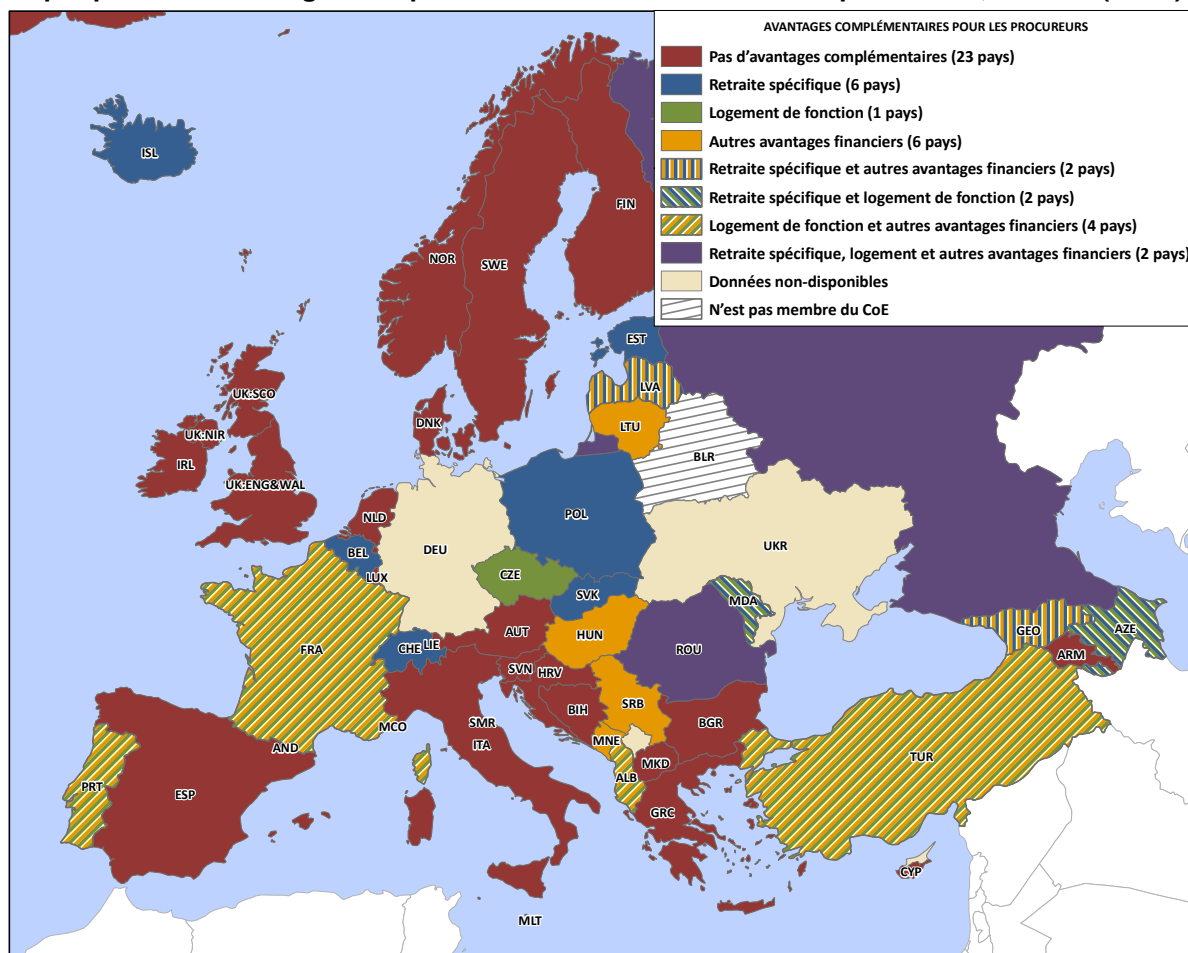 AVANTAGES COMPLÉMENTAIRES POUR LES PROCUREURS
Pas d’avantages complémentaires (23 pays)
Retraite spécifique (6 pays)
Logement de fonction (1 pays)
Autres avantages financiers (6 pays)
Retraite spécifique et autres avantages financiers (2 pays)
Retraite spécifique et logement de fonction (2 pays)
Logement de fonction et autres avantages financiers (4 pays)
Retraite spécifique, logement et autres avantages financiers (2 pays)
Données non-disponibles
N’est pas membre du CoE
ISL
FIN
NOR
SWE
EST
LVA
LTU
BLR
UK:SCO
DNK
UK:NIR
IRL
UK:ENG&WAL
NLD
POL
BEL
DEU
UKR
LUX
CZE
SVK
MDA
AUT
HUN
FRA
CHE
LIE
ROU
GEO
AZE
ARM
SVN
HRV
BIH
SRB
MCO
SMR
BGR
ITA
MNE
AND
MKD
TUR
ALB
PRT
ESP
GRC
CYP
MLT